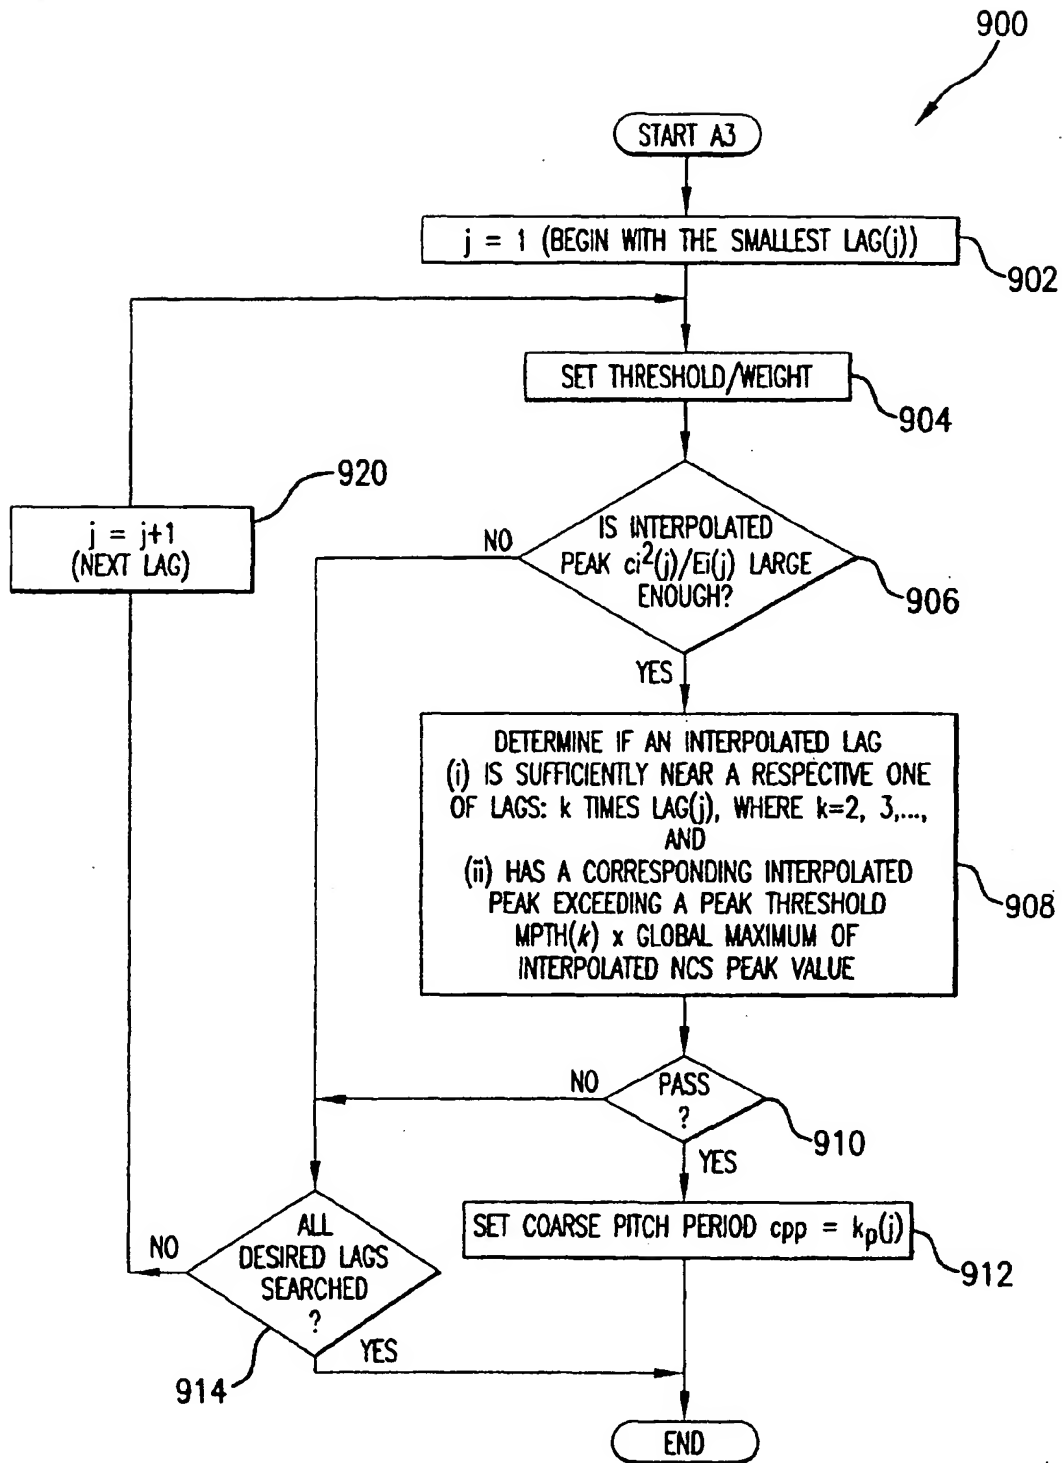 900
START A3
j = 1 (BEGIN WITH THE SMALLEST LAG(j))
902
SET THRESHOLD/WEIGHT
904
920
j = j+1
(NEXT LAG)
NO
IS INTERPOLATED
PEAK ci²(j)/Ei(j) LARGE
ENOUGH?
906
YES
DETERMINE IF AN INTERPOLATED LAG
(i) IS SUFFICIENTLY NEAR A RESPECTIVE ONE
OF LAGS: k TIMES LAG(j), WHERE k=2, 3,...,
AND
(ii) HAS A CORRESPONDING INTERPOLATED
PEAK EXCEEDING A PEAK THRESHOLD
MPTH(k) x GLOBAL MAXIMUM OF
INTERPOLATED NCS PEAK VALUE
908
NO
PASS
?
910
YES
SET COARSE PITCH PERIOD cpp = kp(j)
912
NO
ALL
DESIRED LAGS
SEARCHED
?
YES
914
END